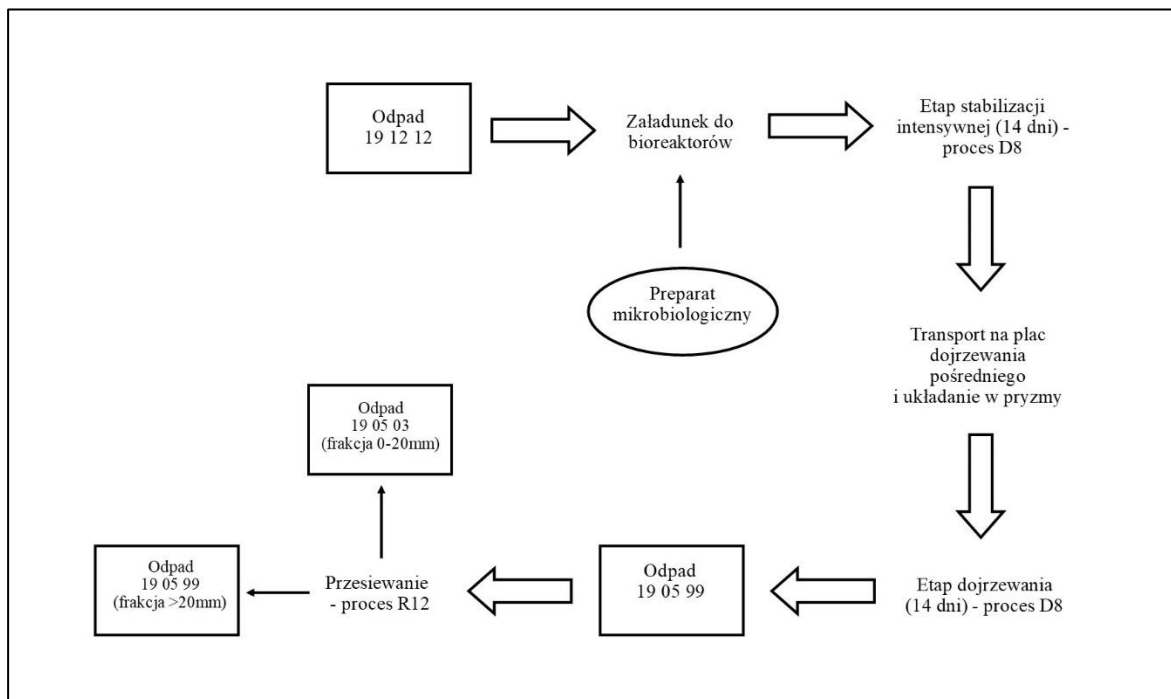 Odpad
19 12 12
Załadunek do
bioreaktorów
Etap stabilizacji
intensywnej (14 dni) -
proces D8
Preparat
mikrobiologiczny
Transport na plac
dojrzewania
pośredniego
i układanie w pryzmy
Odpad
19 05 03
(frakcja 0-20mm)
Odpad
19 05 99
(frakcja >20mm)
Przesiewanie
- proces R12
Odpad
19 05 99
Etap dojrzewania
(14 dni) - proces D8